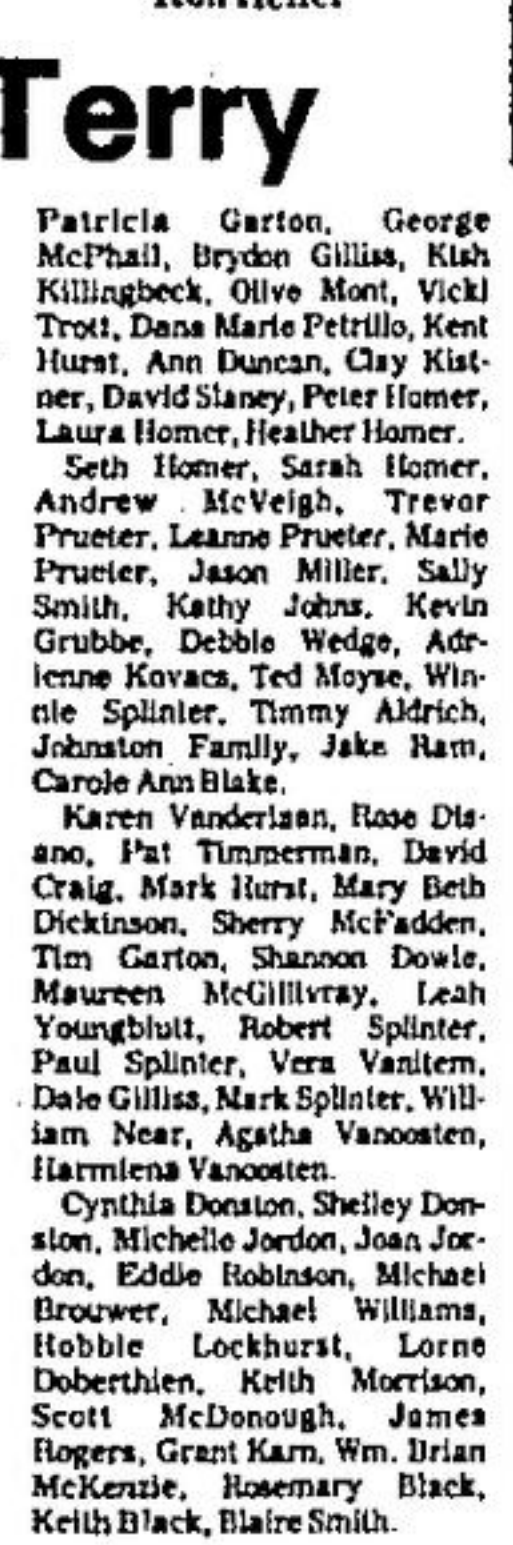 Terry
Patricia Garton, George
McPhail, Brydon Gilliss, Kish
Killingbeck, Olive Mont, Vicki
Trott, Dana Marie Petrillo, Kent
Hurst, Ann Duncan, Clay Kist-
ner, David Slaney, Peter Homer,
Laura Homer, Heather Homer.
Seth Homer, Sarah Homer,
Andrew McVeigh, Trevor
Prueter, Leanne Prueter, Marie
Prueter, Jason Miller, Sally
Smith, Kathy Johns, Kevin
Grubbe, Debbie Wedge, Adr-
ienne Kovacs, Ted Moyse, Win-
nie Splinter, Timmy Aldrich,
Johnston Family, Jake Ram,
Carole Ann Blake.
Karen Vanderlaan, Rose Dis-
ano, Pat Timmerman, David
Craig, Mark Hurst, Mary Beth
Dickinson, Sherry McFadden,
Tim Garton, Shannon Dowle,
Maureen McGillivray, Leah
Youngblutt, Robert Splinter,
Paul Splinter, Vera Vanitem,
Dale Gilliss, Mark Splinter, Will-
iam Near, Agatha Vanoosten,
Harmiena Vanoosten.
Cynthia Donston, Shelley Don-
ston, Michelle Jordon, Joan Jor-
don, Eddie Robinson, Michael
Brouwer, Michael Williams,
Robbie Lockhurst, Lorne
Doberthien, Keith Morrison,
Scott McDonough, James
Rogers, Grant Karn, Wm. Brian
McKenzie, Rosemary Black,
Keith Black, Blaire Smith.